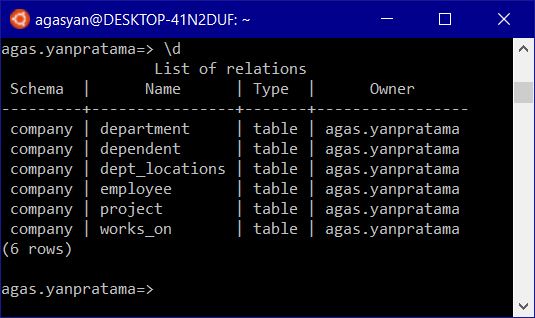 agasyan@DESKTOP-41N2DUF: ~
agas.yanpratama=> \d
List of relations
Schema | Name | Type | Owner
---------+----------------+-------+-----------------
company | department | table | agas.yanpratama
company | dependent | table | agas.yanpratama
company | dept_locations | table | agas.yanpratama
company | employee | table | agas.yanpratama
company | project | table | agas.yanpratama
company | works_on | table | agas.yanpratama
(6 rows)
agas.yanpratama=>